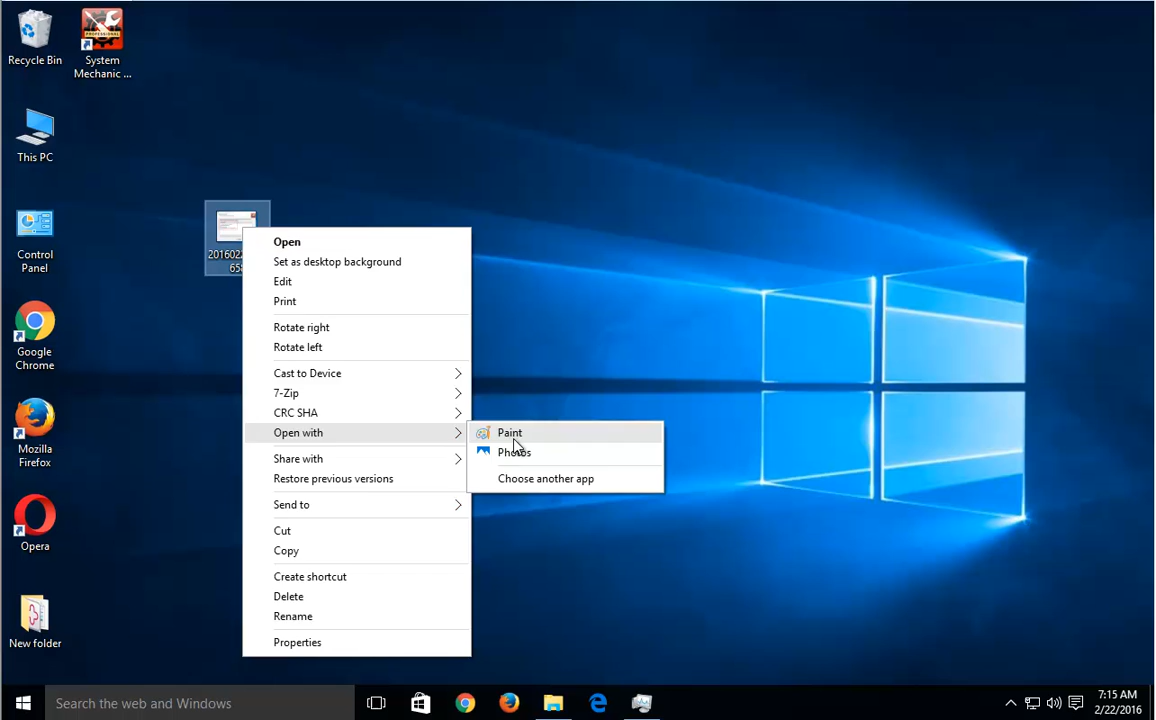 Recycle Bin
System
Mechanic ...
PROFESSIONAL
This PC
Control
Panel
Google
Chrome
Mozilla
Firefox
Opera
New folder
Open
Set as desktop background
Edit
Print
Rotate right
Rotate left
Cast to Device
7-Zip
CRC SHA
Open with
Share with
Restore previous versions
Send to
Cut
Copy
Create shortcut
Delete
Rename
Properties
Paint
Photos
Choose another app
Search the web and Windows
7:15 AM
2/22/2016